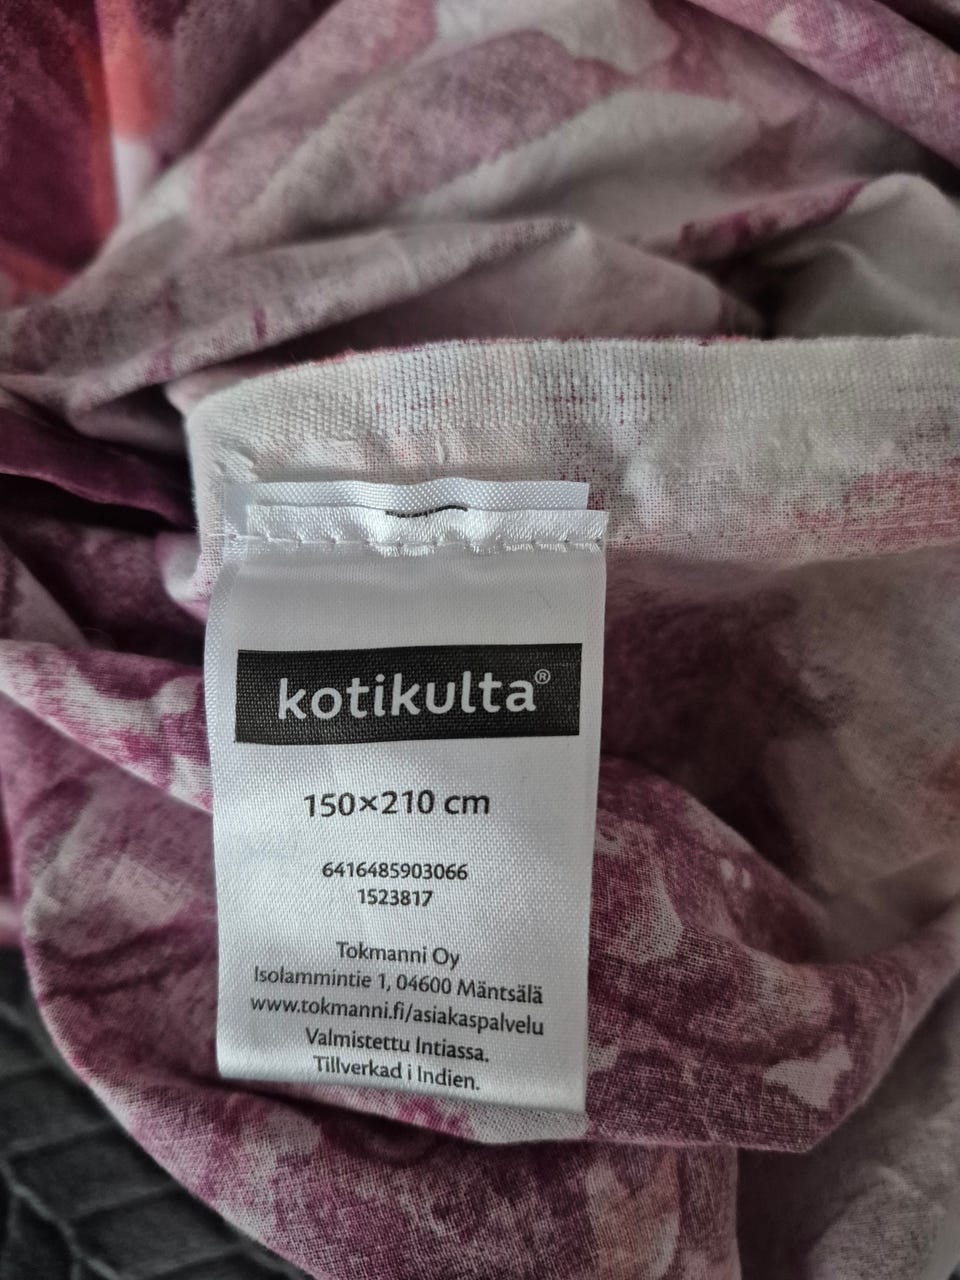 kotikulta®
150×210 cm
6416485903066
1523817
Tokmanni Oy
Isolammintie 1, 04600 Mäntsälä
www.tokmanni.fi/asiakaspalvelu
Valmistettu Intiassa.
Tillverkad i Indien.